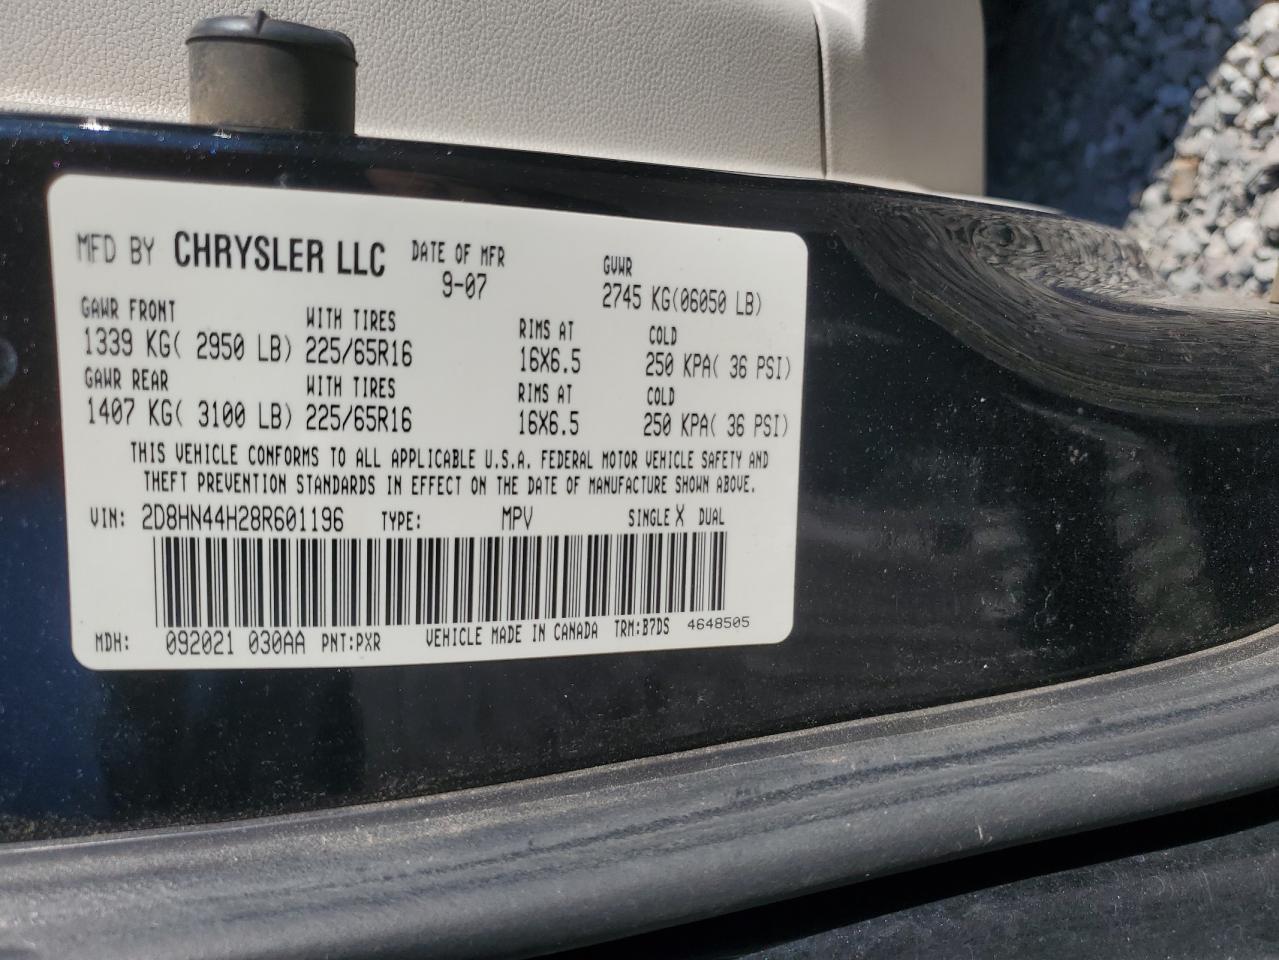 MFD BY CHRYSLER LLC DATE OF MFR GVWR
9-07 2745 KG(06050 LB)
GAWR FRONT WITH TIRES RIMS AT COLD
1339 KG( 2950 LB) 225/65R16 16X6.5 250 KPA( 36 PSI)
GAWR REAR WITH TIRES RIMS AT COLD
1407 KG( 3100 LB) 225/65R16 16X6.5 250 KPA( 36 PSI)
THIS VEHICLE CONFORMS TO ALL APPLICABLE U.S.A. FEDERAL MOTOR VEHICLE SAFETY AND
THEFT PREVENTION STANDARDS IN EFFECT ON THE DATE OF MANUFACTURE SHOWN ABOVE.
VIN: 2D8HN44H28R601196 TYPE: MPV SINGLE X DUAL
MDH: 092021 030AA PNT:PXR VEHICLE MADE IN CANADA TRM:B7DS 4648505